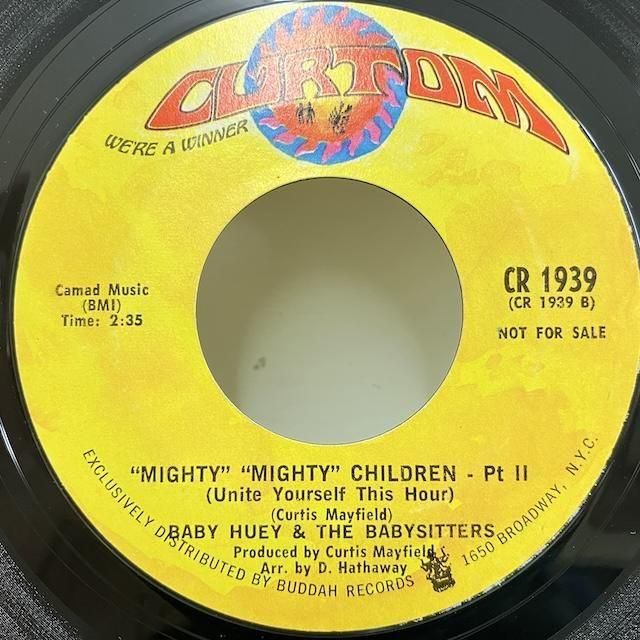 CURTOM
WE'RE A WINNER
Camad Music
(BMI)
Time: 2:35
CR 1939
(CR 1939 B)
NOT FOR SALE
"MIGHTY" "MIGHTY" CHILDREN - Pt II
(Unite Yourself This Hour)
(Curtis Mayfield)
BABY HUEY & THE BABYSITTERS
Produced by Curtis Mayfield
Arr. by D. Hathaway
EXCLUSIVELY DISTRIBUTED BY BUDDAH RECORDS 1650 BROADWAY, N.Y.C.